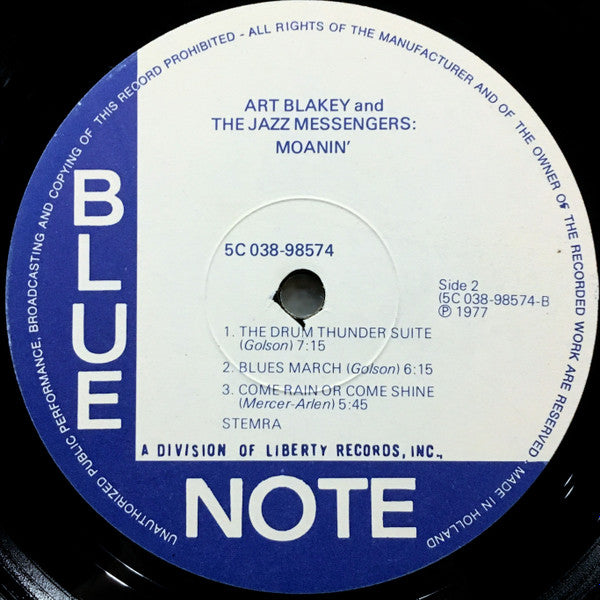 UNAUTHORIZED PUBLIC PERFORMANCE, BROADCASTING AND COPYING OF THIS RECORD PROHIBITED - ALL RIGHTS OF THE MANUFACTURER AND OF THE OWNER OF THE RECORDED WORK ARE RESERVED. MADE IN HOLLAND
ART BLAKEY and
THE JAZZ MESSENGERS:
MOANIN'
5C 038-98574
Side 2
(5C 038-98574-B
℗ 1977
1. THE DRUM THUNDER SUITE
(Golson) 7:15
2. BLUES MARCH (Golson) 6:15
3. COME RAIN OR COME SHINE
(Mercer-Arlen) 5:45
STEMRA
A DIVISION OF LIBERTY RECORDS, INC.,
BLUE
NOTE